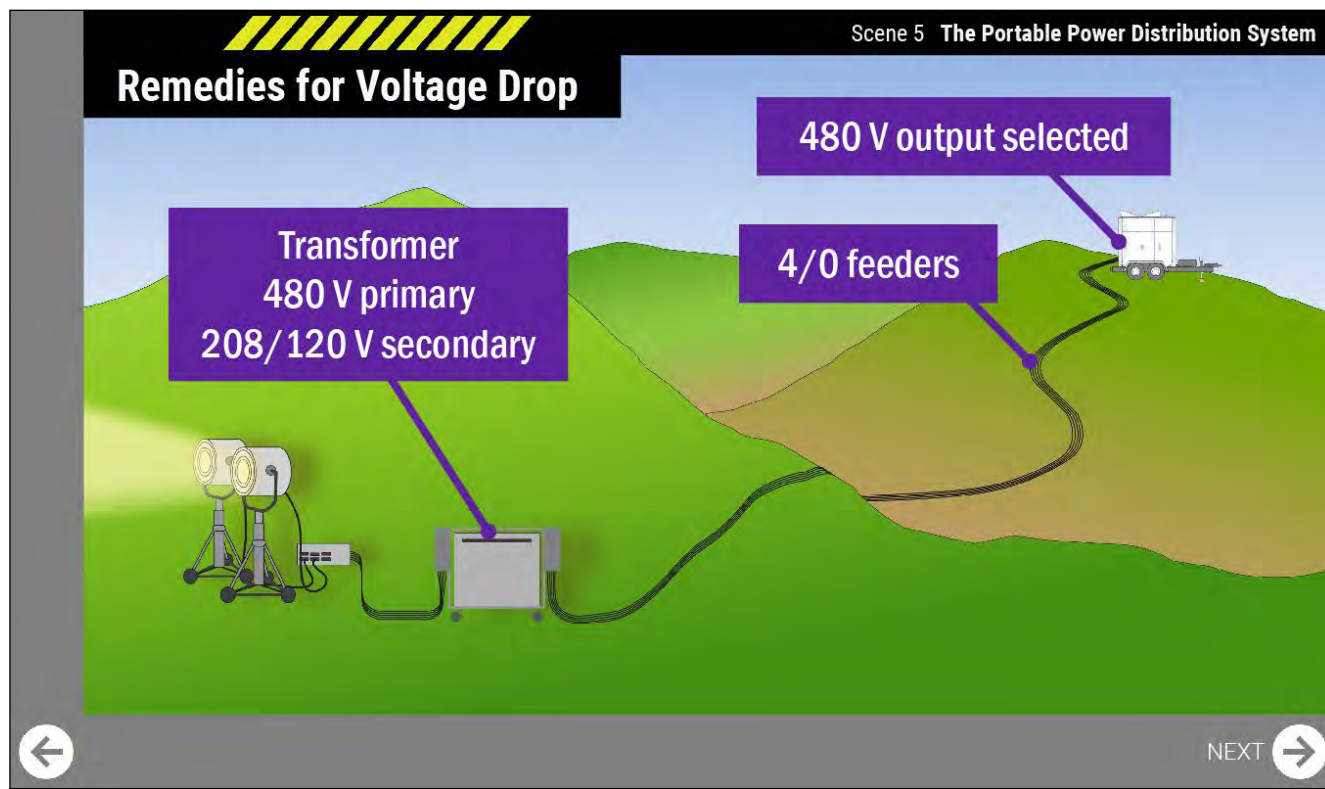 Scene 5 The Portable Power Distribution System
Remedies for Voltage Drop
480 V output selected
Transformer
480 V primary
208/120 V secondary
4/0 feeders
NEXT